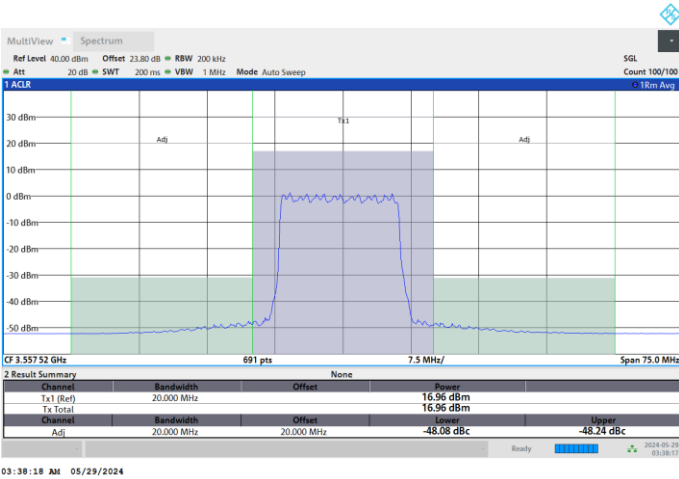 MultiView Spectrum
Ref Level 40.00 dBm Offset 23.80 dB RBW 200 kHz SGL
Att 20 dB SWT 200 ms VBW 1 MHz Mode Auto Sweep Count 100/100
1 ACLR 1Rm Avg
30 dBm
Tx1
20 dBm Adj Adj
10 dBm
0 dBm
-10 dBm
-20 dBm
-30 dBm
-40 dBm
-50 dBm
CF 3.557 52 GHz 691 pts 7.5 MHz/ Span 75.0 MHz
2 Result Summary None
Channel Bandwidth Offset Power
Tx1 (Ref) 20.000 MHz 16.96 dBm
Tx Total 16.96 dBm
Channel Bandwidth Offset Lower Upper
Adj 20.000 MHz 20.000 MHz -48.08 dBc -48.24 dBc
Ready 2024-05-29
03:38:17
03:38:18 AM 05/29/2024